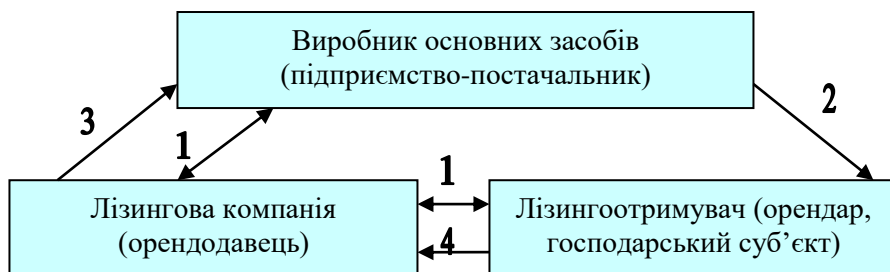 Виробник основних засобів
(підприємство-постачальник)
3
1
2
1
Лізингова компанія
(орендодавець)
4
Лізингоотримувач (орендар,
господарський суб’єкт)